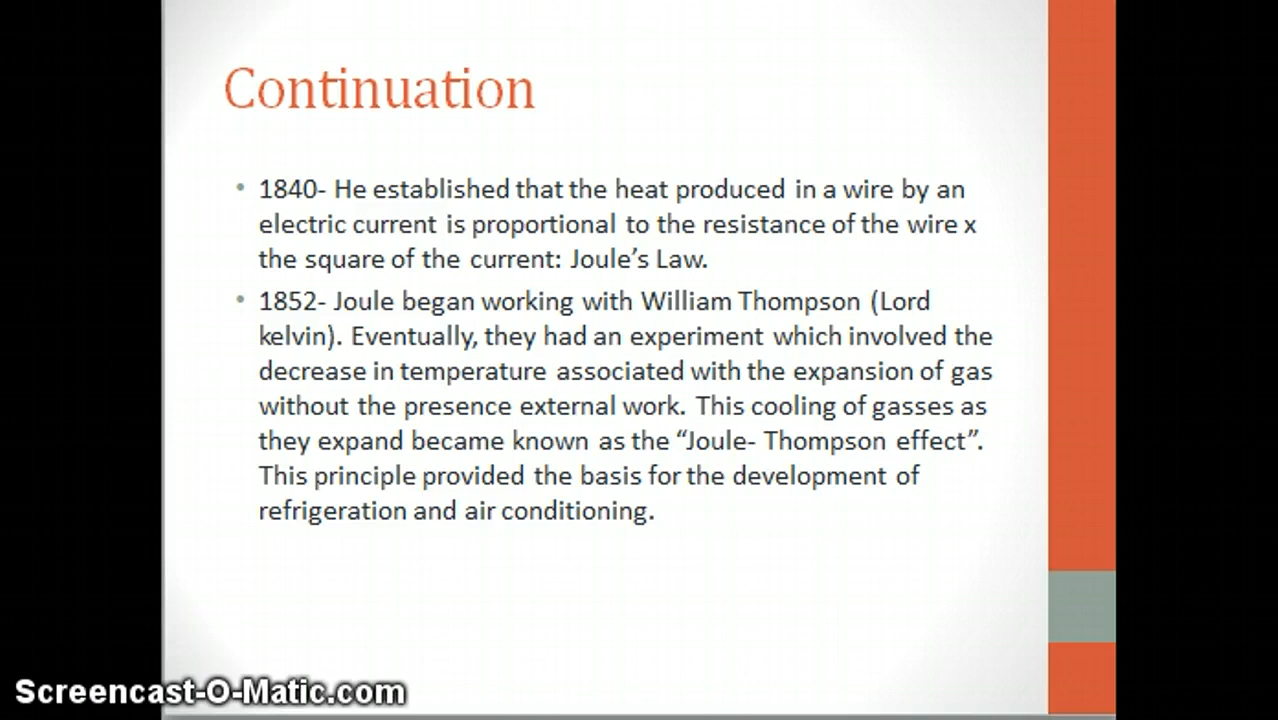 Continuation
• 1840- He established that the heat produced in a wire by an
electric current is proportional to the resistance of the wire x
the square of the current: Joule’s Law.
• 1852- Joule began working with William Thompson (Lord
kelvin). Eventually, they had an experiment which involved the
decrease in temperature associated with the expansion of gas
without the presence external work. This cooling of gasses as
they expand became known as the “Joule- Thompson effect”.
This principle provided the basis for the development of
refrigeration and air conditioning.
Screencast-O-Matic.com